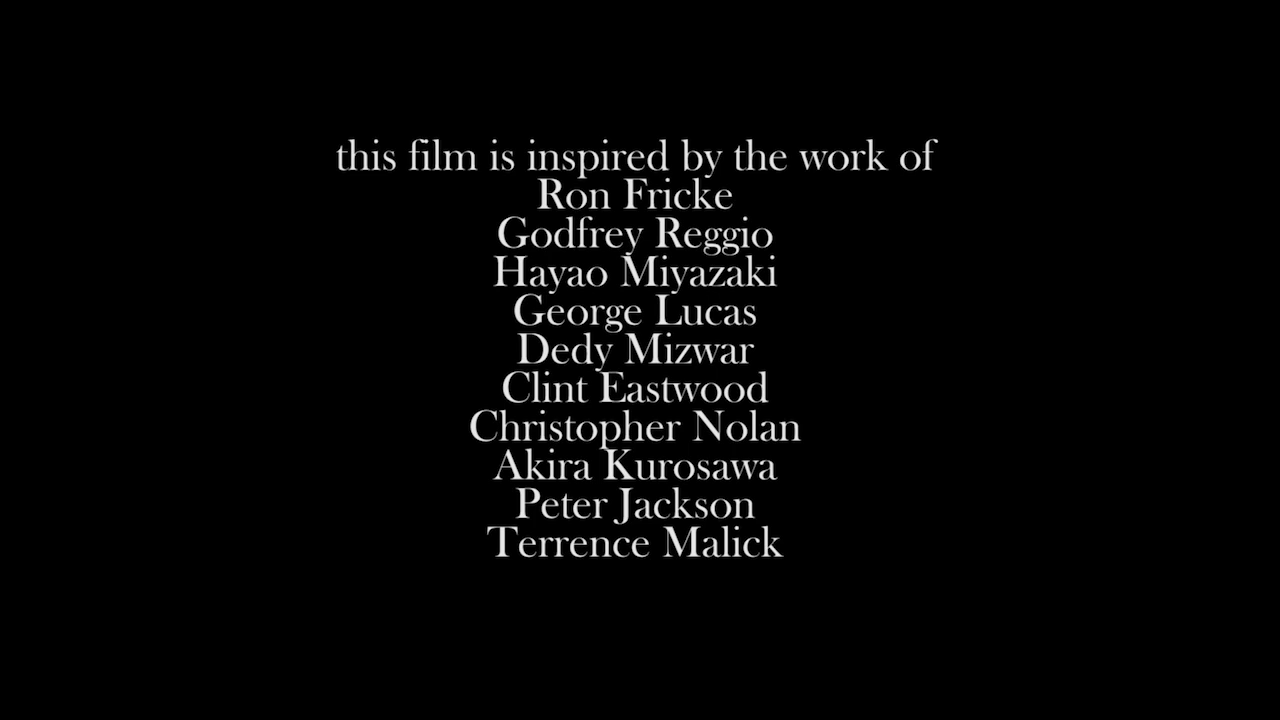 this film is inspired by the work of
Ron Fricke
Godfrey Reggio
Hayao Miyazaki
George Lucas
Dedy Mizwar
Clint Eastwood
Christopher Nolan
Akira Kurosawa
Peter Jackson
Terrence Malick